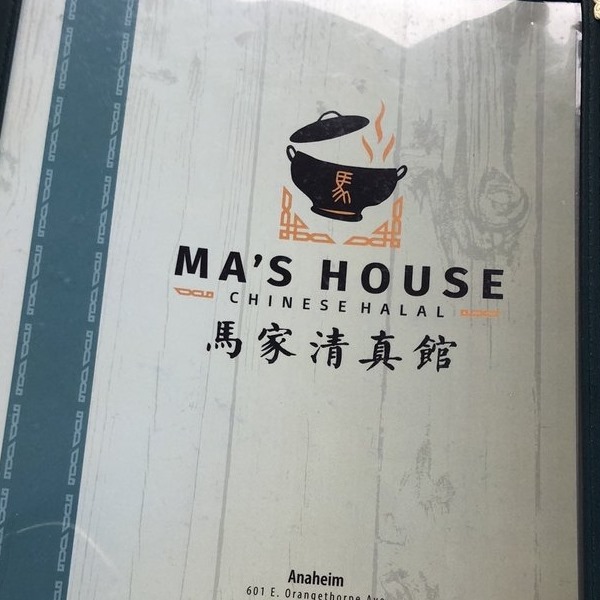 馬
MA'S HOUSE
CHINESE HALAL
馬家清真館
Anaheim
601 E. Orangethorpe Ave